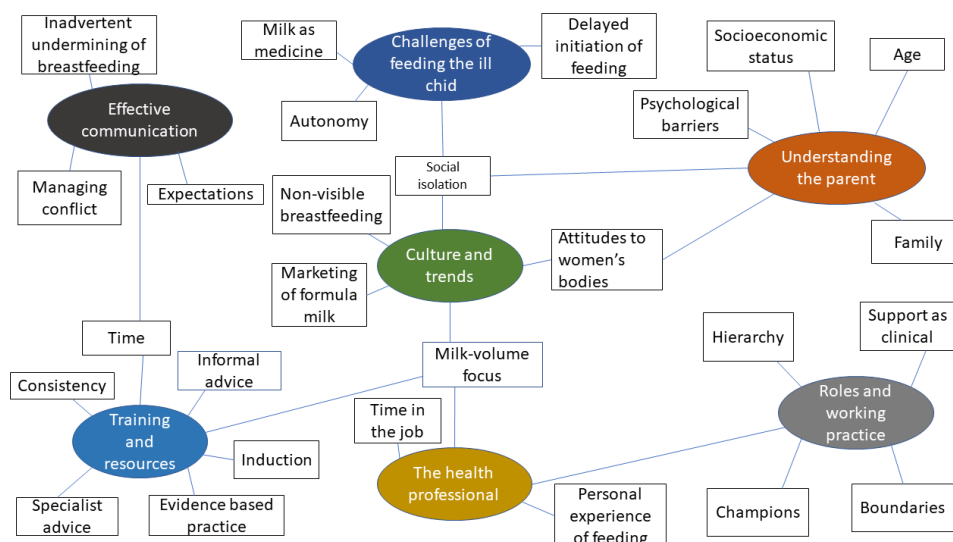 Inadvertent
undermining of
breastfeeding
Effective
communication
Managing
conflict
Expectations
Milk as
medicine
Challenges of
feeding the ill
chid
Delayed
initiation of
feeding
Autonomy
Socioeconomic
status
Age
Psychological
barriers
Understanding
the parent
Family
Social
isolation
Non-visible
breastfeeding
Culture and
trends
Attitudes to
women's
bodies
Marketing
of formula
milk
Time
Informal
advice
Consistency
Training
and
resources
Induction
Specialist
advice
Evidence based
practice
Milk-volume
focus
Time in
the job
The health
professional
Personal
experience
of feeding
Hierarchy
Support as
clinical
Roles and
working
practice
Champions
Boundaries